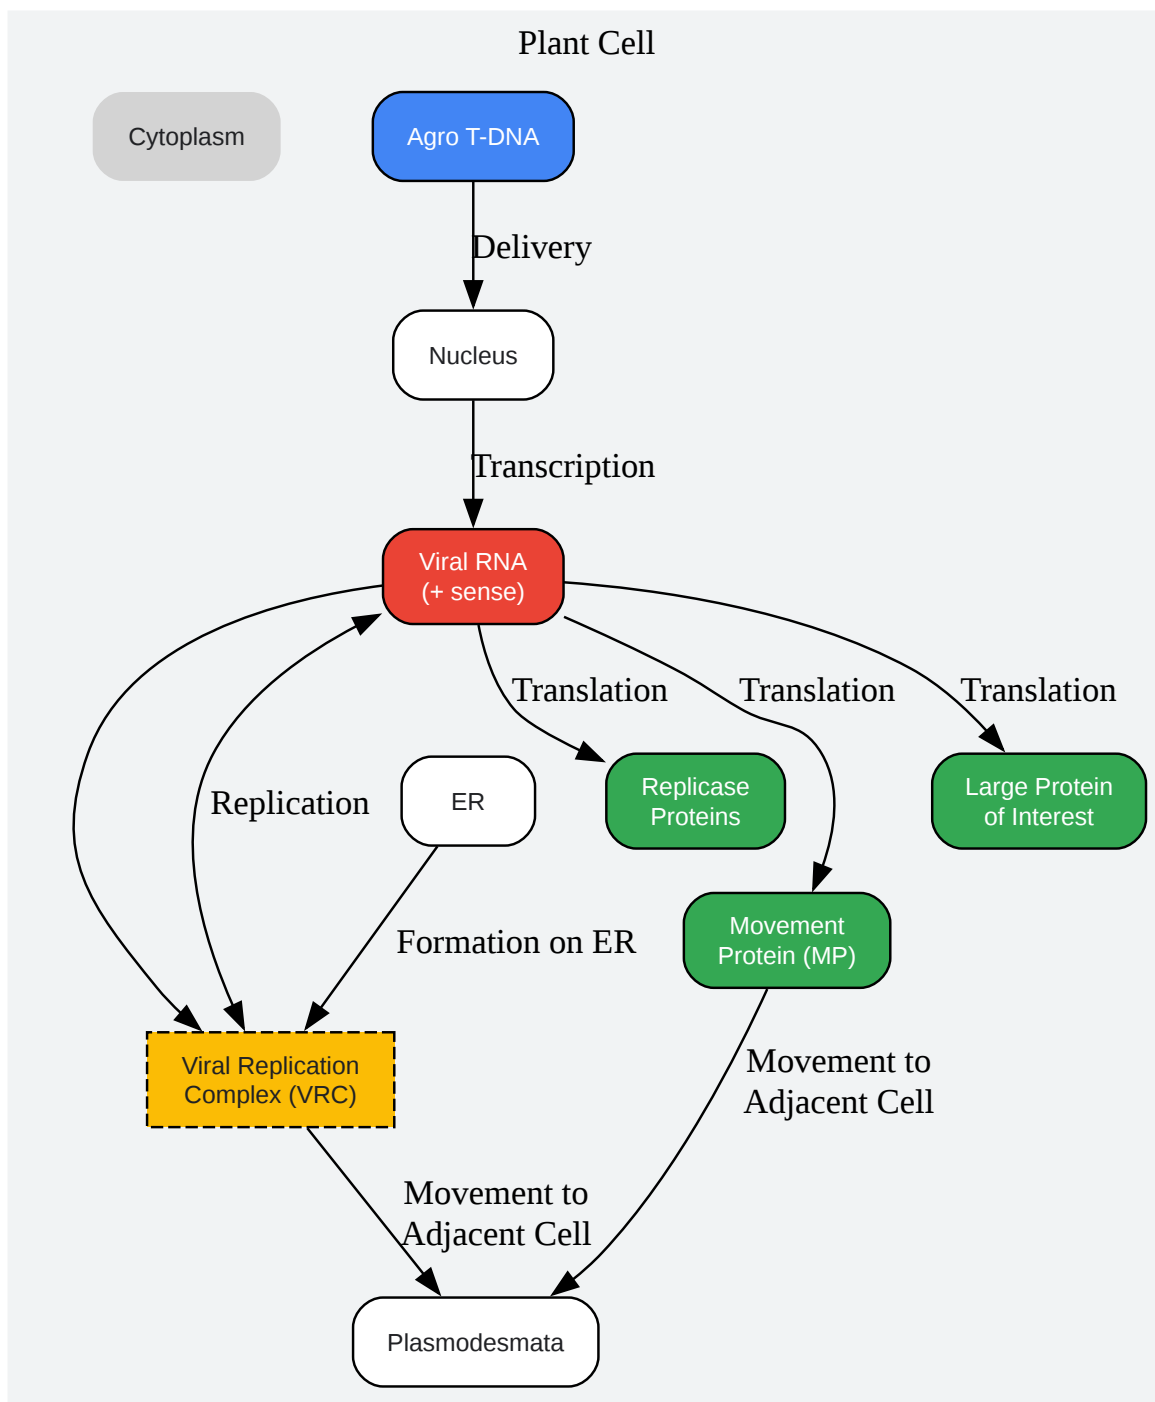 Plant Cell
Cytoplasm
Agro T-DNA
Delivery
Nucleus
Transcription
Viral RNA
(+ sense)
Translation
Translation
Translation
Replication
ER
Replicase
Proteins
Large Protein
of Interest
Formation on ER
Movement
Protein (MP)
Viral Replication
Complex (VRC)
Movement to
Adjacent Cell
Movement to
Adjacent Cell
Plasmodesmata